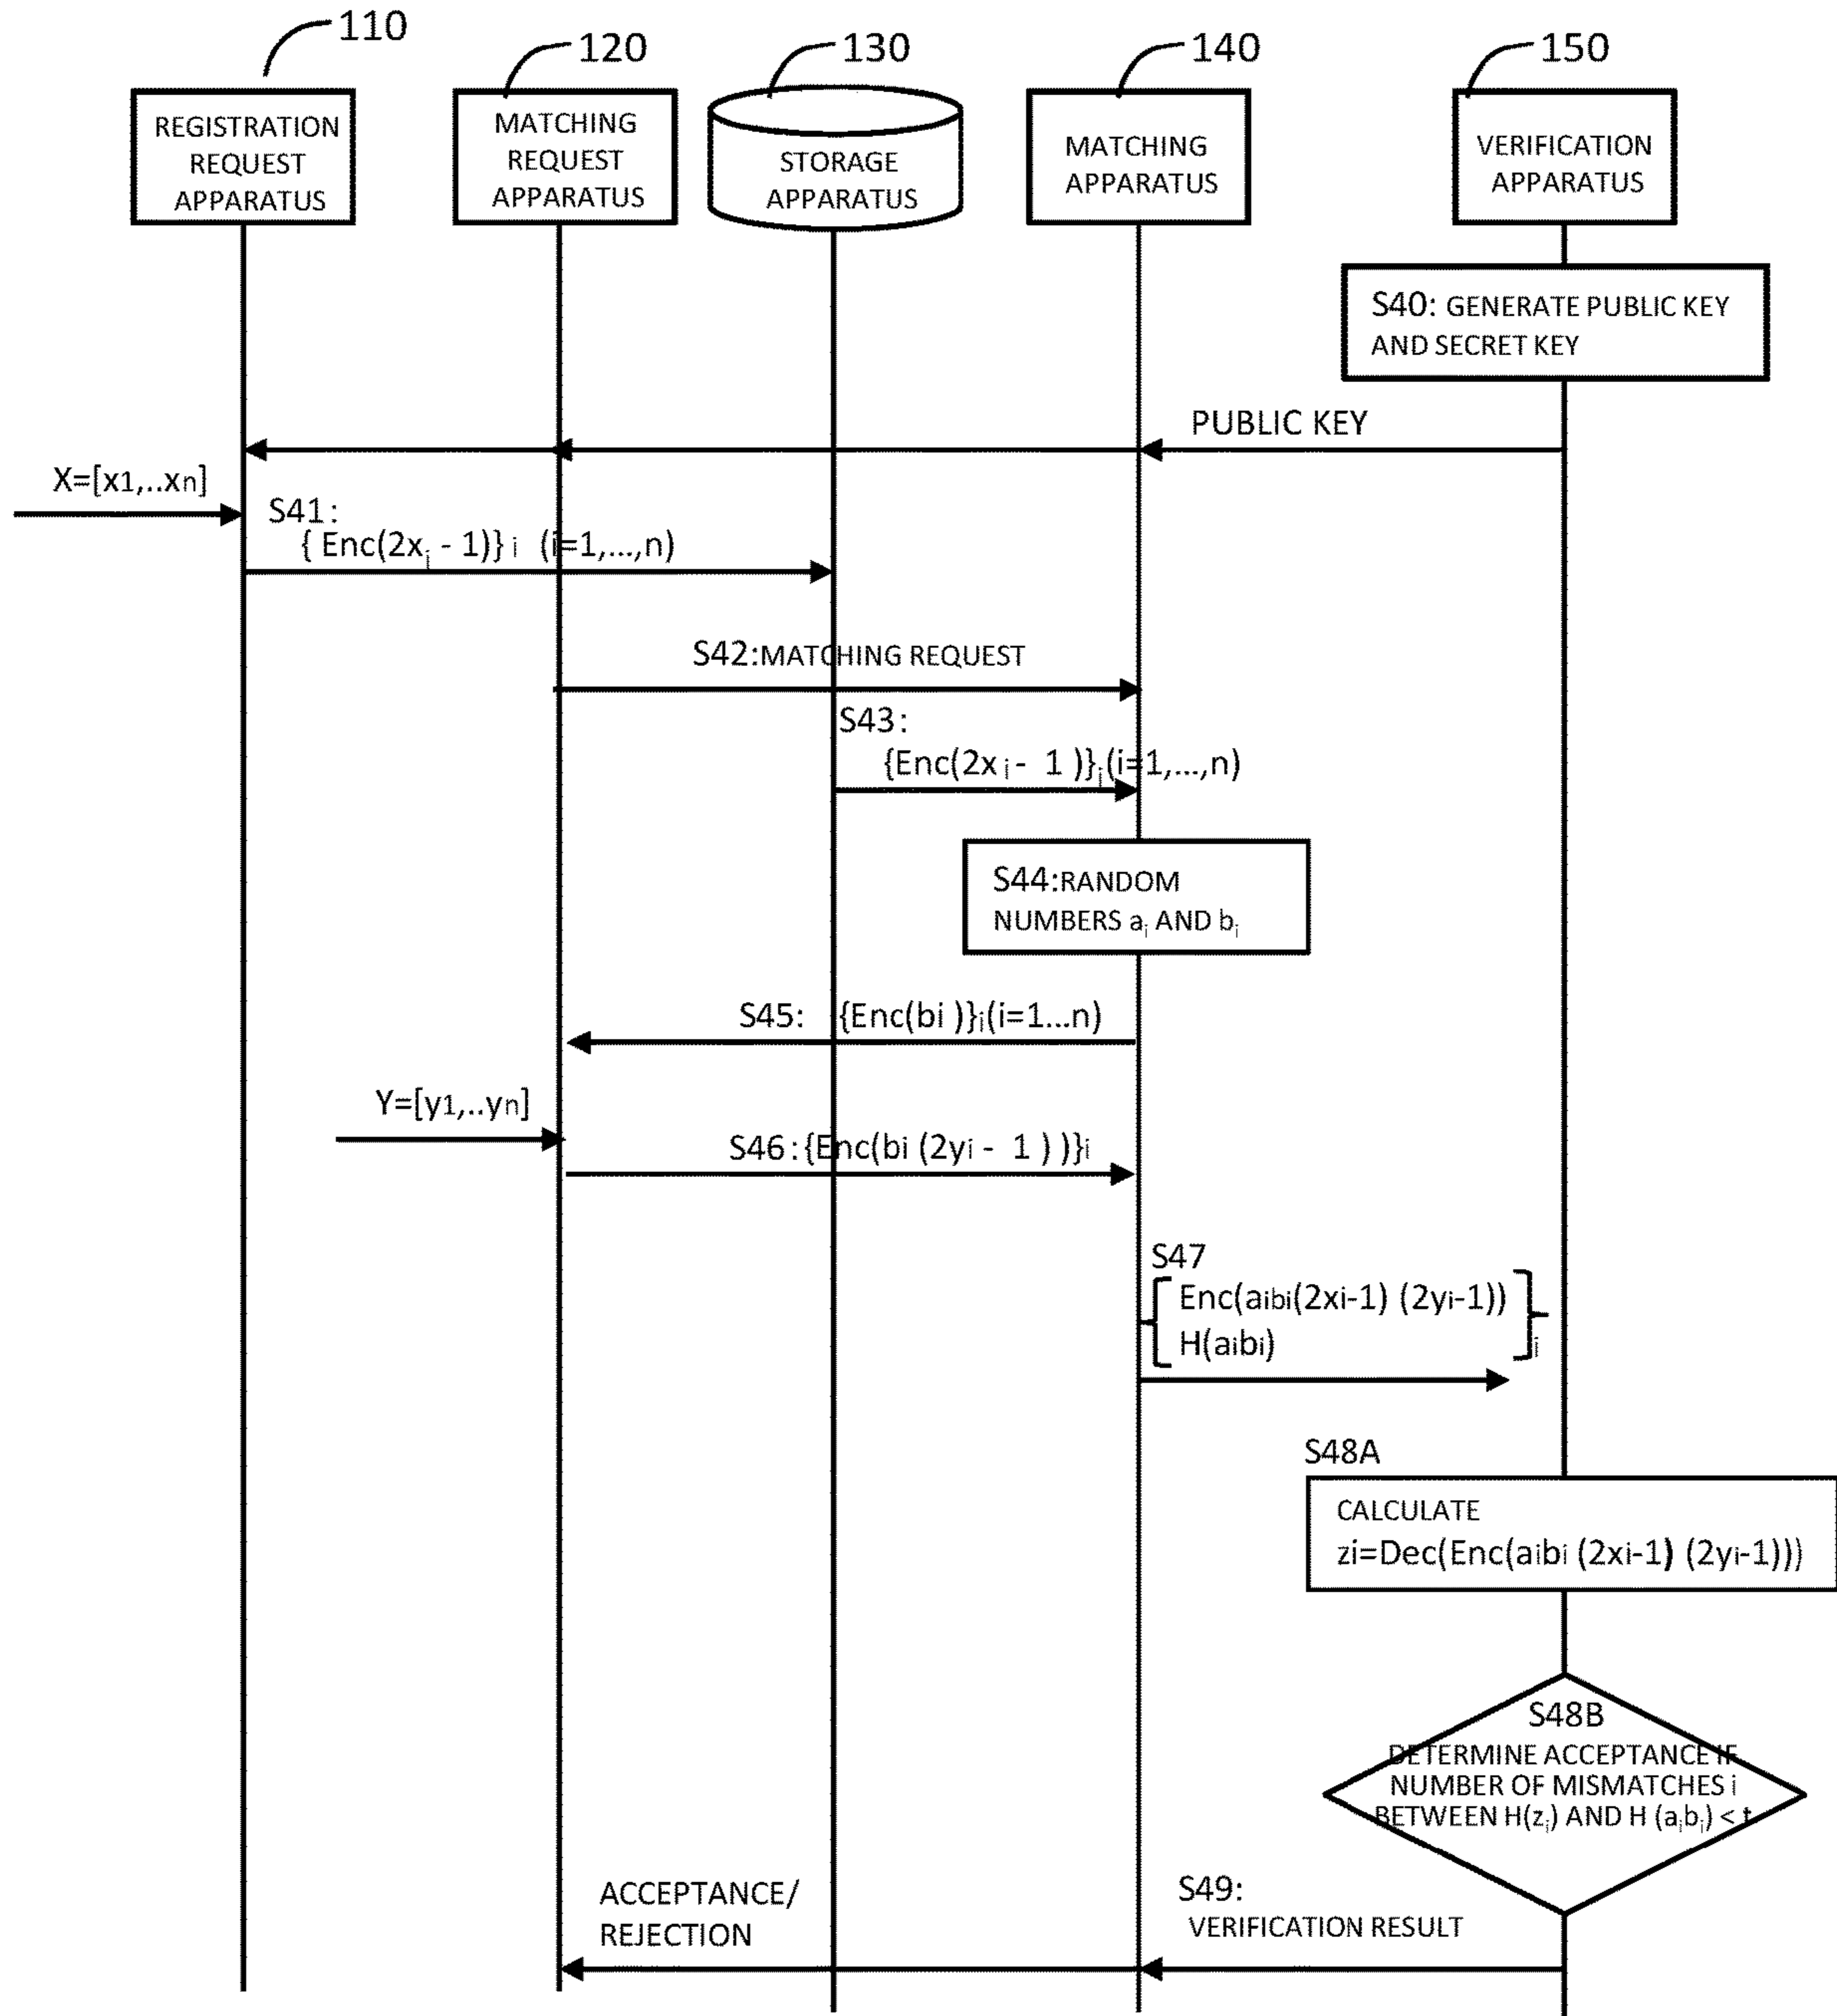 110
120
130
140
150
REGISTRATION
REQUEST
APPARATUS
MATCHING
REQUEST
APPARATUS
STORAGE
APPARATUS
MATCHING
APPARATUS
VERIFICATION
APPARATUS
S40: GENERATE PUBLIC KEY
AND SECRET KEY
PUBLIC KEY
X=[x1,..xn]
S41:
{ Enc(2xᵢ - 1)} i (i=1,...,n)
S42:MATCHING REQUEST
S43:
{Enc(2x i - 1 )}ᵢ(i=1,...,n)
S44:RANDOM
NUMBERS aᵢ AND bᵢ
S45: {Enc(bi )}ᵢ(i=1...n)
Y=[y1,..yn]
S46:{Enc(bi (2yi - 1 ) )}i
S47
Enc(aibi(2xi-1) (2yi-1))
H(aibi)
i
S48A
CALCULATE
zi=Dec(Enc(aibi (2xi-1) (2yi-1)))
S48B
DETERMINE ACCEPTANCE IF
NUMBER OF MISMATCHES i
BETWEEN H(zᵢ) AND H (aᵢbᵢ) < t
ACCEPTANCE/
REJECTION
S49:
VERIFICATION RESULT